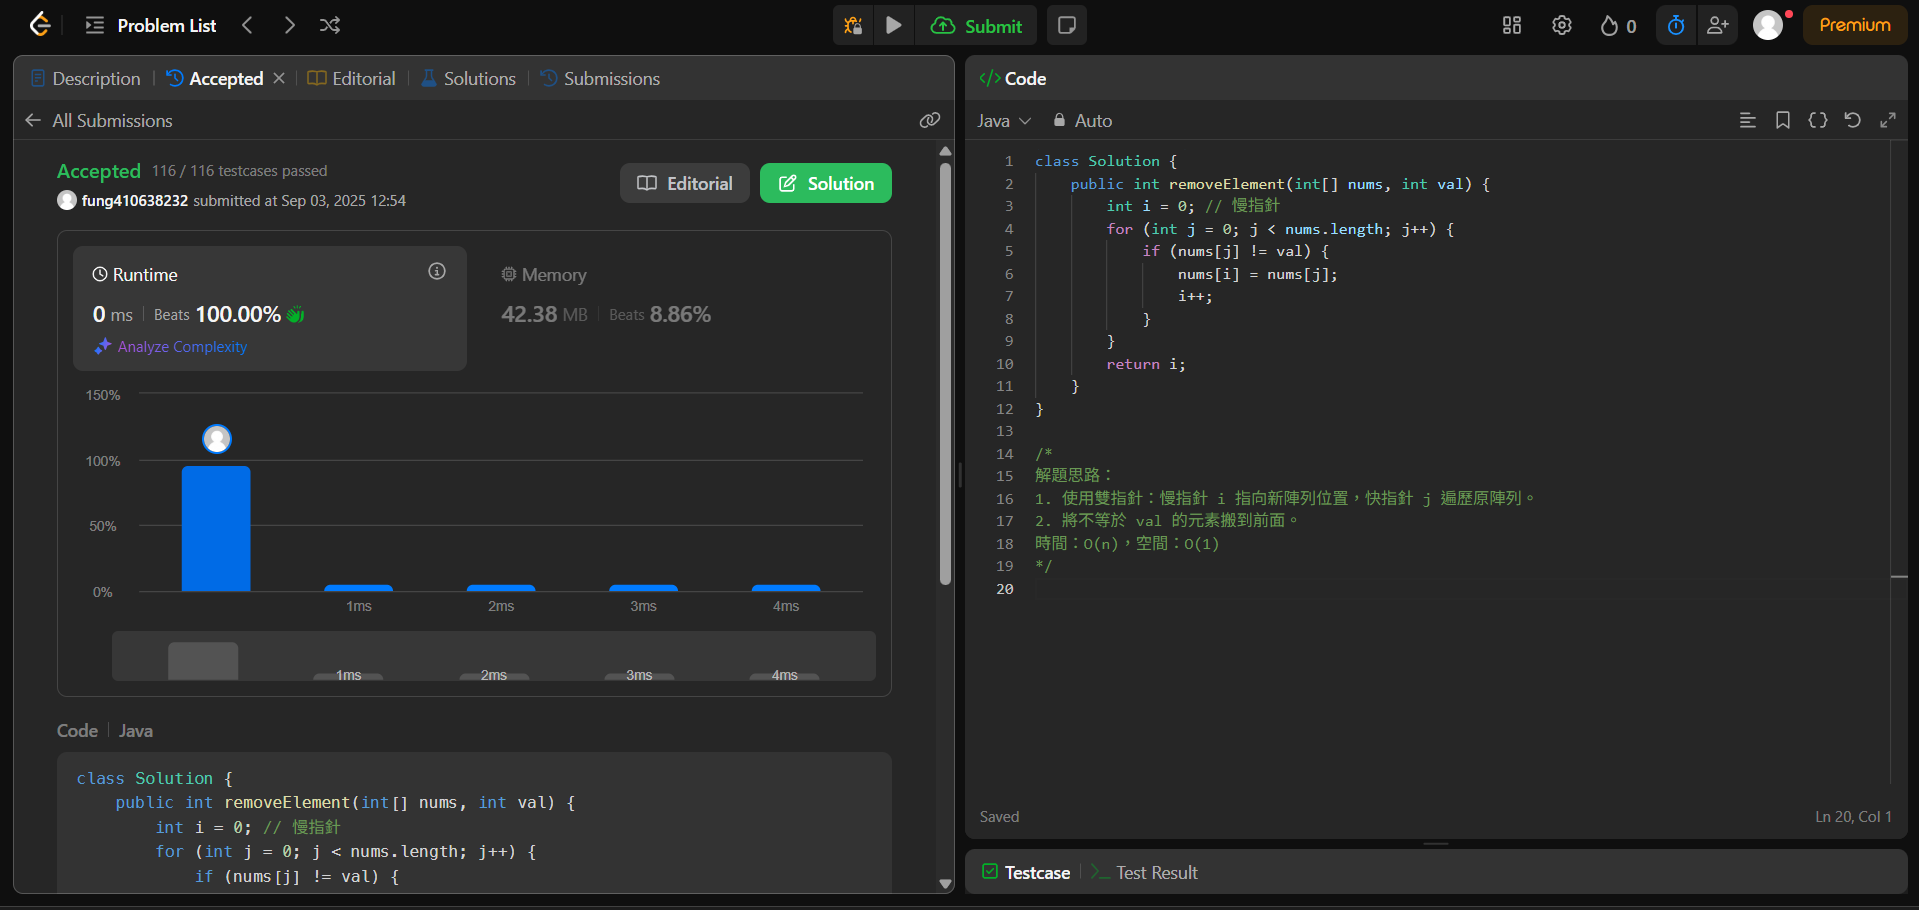 Problem List
Submit
0
Premium
Description
Accepted
Editorial
Solutions
Submissions
All Submissions
Accepted 116 / 116 testcases passed
fung410638232 submitted at Sep 03, 2025 12:54
Editorial
Solution
Runtime
0 ms Beats 100.00%
Analyze Complexity
Memory
42.38 MB Beats 8.86%
150%
100%
50%
0%
1ms 2ms 3ms 4ms
1ms 2ms 3ms 4ms
Code Java
class Solution {
    public int removeElement(int[] nums, int val) {
        int i = 0; // 慢指針
        for (int j = 0; j < nums.length; j++) {
            if (nums[j] != val) {
</> Code
Java Auto
1 class Solution {
2     public int removeElement(int[] nums, int val) {
3         int i = 0; // 慢指針
4         for (int j = 0; j < nums.length; j++) {
5             if (nums[j] != val) {
6                 nums[i] = nums[j];
7                 i++;
8             }
9         }
10         return i;
11     }
12 }
13
14 /*
15 解題思路：
16 1. 使用雙指針：慢指針 i 指向新陣列位置，快指針 j 遍歷原陣列。
17 2. 將不等於 val 的元素搬到前面。
18 時間：O(n)，空間：O(1)
19 */
20
Saved
Ln 20, Col 1
Testcase
Test Result